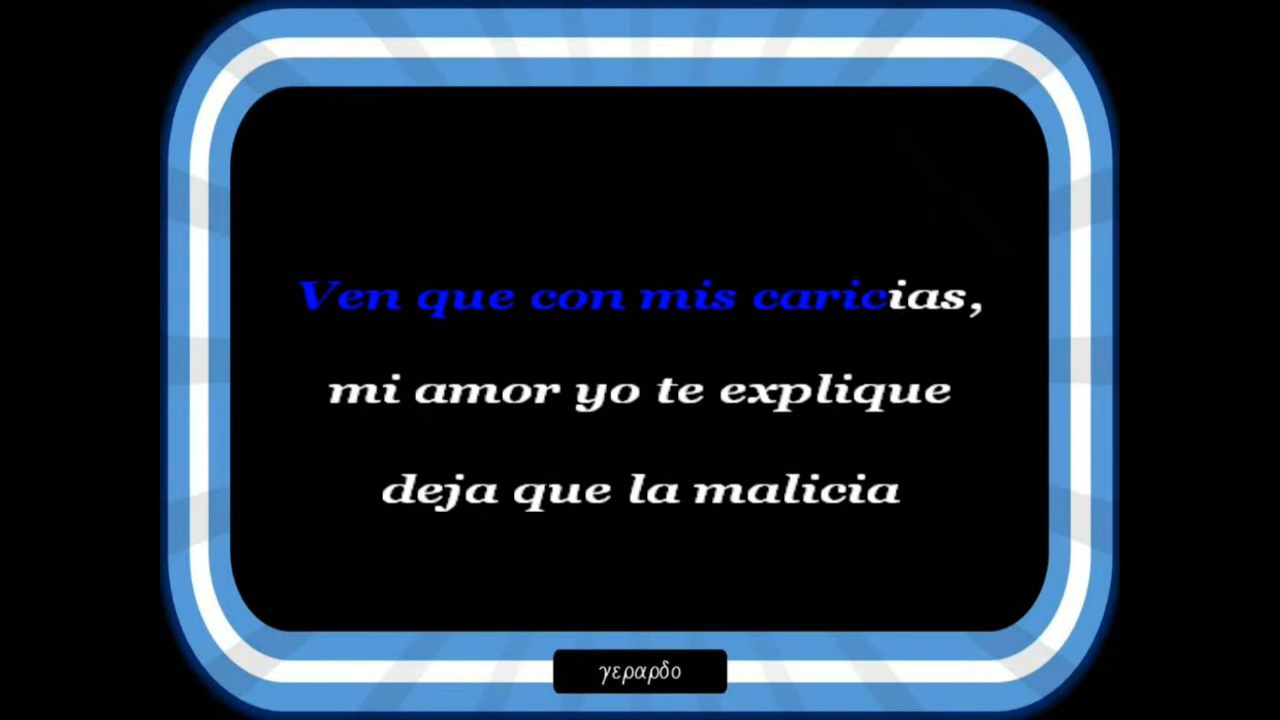 Ven que con mis caricias,
mi amor yo te explique
deja que la malicia
γεραρδο